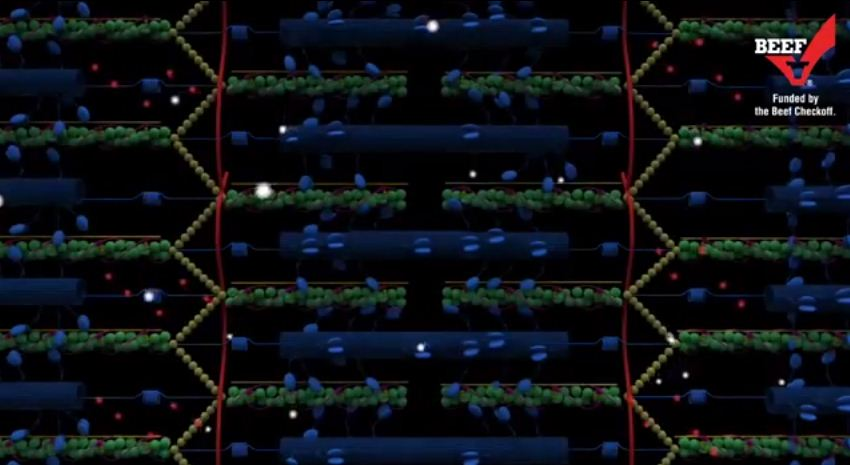 BEEF
Funded by
the Beef Checkoff.